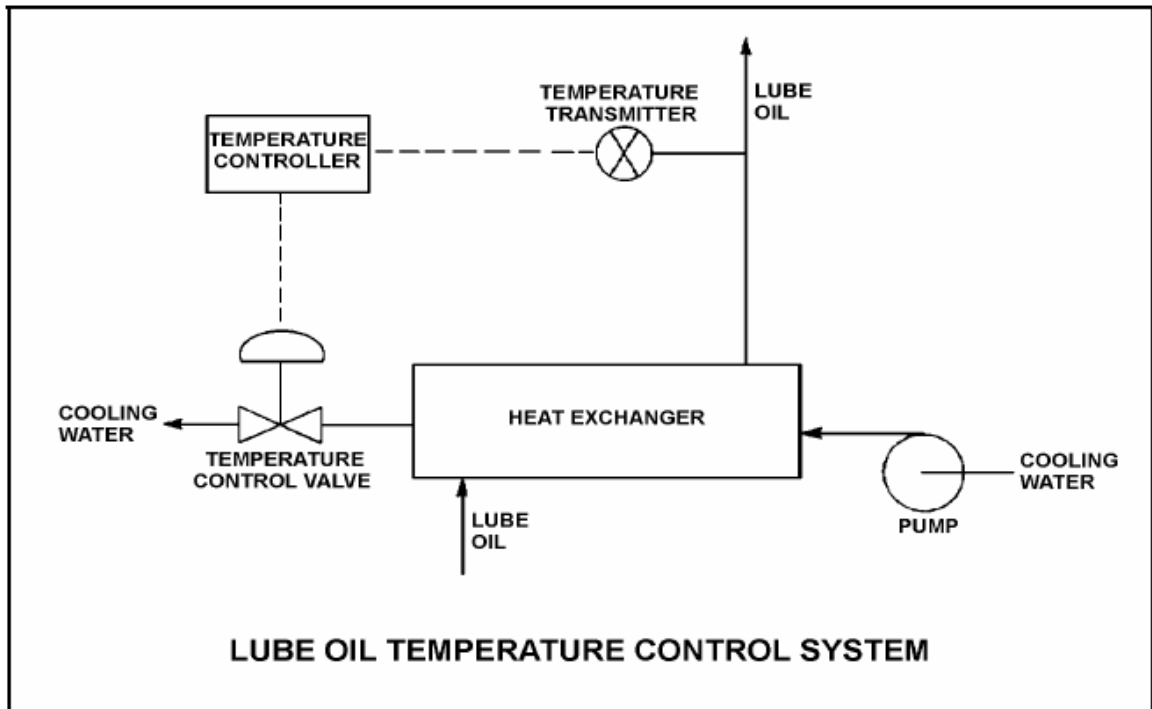 TEMPERATURE
TRANSMITTER
LUBE
OIL
TEMPERATURE
CONTROLLER
COOLING
WATER
TEMPERATURE
CONTROL VALVE
HEAT EXCHANGER
LUBE
OIL
COOLING
WATER
PUMP
LUBE OIL TEMPERATURE CONTROL SYSTEM